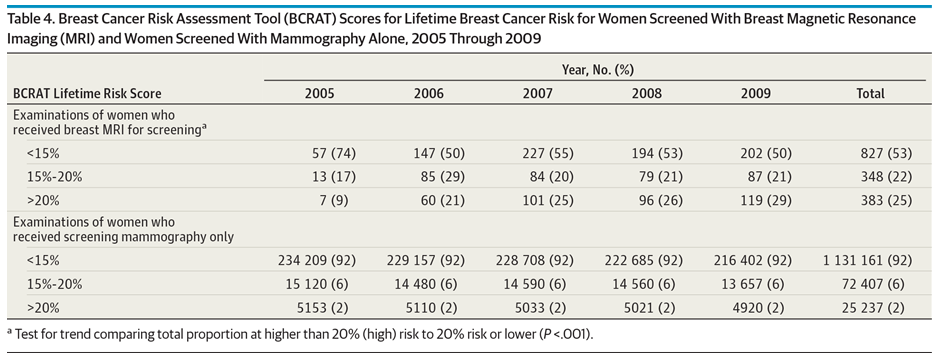 Table 4. Breast Cancer Risk Assessment Tool (BCRAT) Scores for Lifetime Breast Cancer Risk for Women Screened With Breast Magnetic Resonance
Imaging (MRI) and Women Screened With Mammography Alone, 2005 Through 2009
Year, No. (%)
BCRAT Lifetime Risk Score 2005 2006 2007 2008 2009 Total
Examinations of women who
received breast MRI for screeningᵃ
<15% 57 (74) 147 (50) 227 (55) 194 (53) 202 (50) 827 (53)
15%-20% 13 (17) 85 (29) 84 (20) 79 (21) 87 (21) 348 (22)
>20% 7 (9) 60 (21) 101 (25) 96 (26) 119 (29) 383 (25)
Examinations of women who
received screening mammography only
<15% 234 209 (92) 229 157 (92) 228 708 (92) 222 685 (92) 216 402 (92) 1 131 161 (92)
15%-20% 15 120 (6) 14 480 (6) 14 590 (6) 14 560 (6) 13 657 (6) 72 407 (6)
>20% 5153 (2) 5110 (2) 5033 (2) 5021 (2) 4920 (2) 25 237 (2)
ᵃ Test for trend comparing total proportion at higher than 20% (high) risk to 20% risk or lower (P <.001).